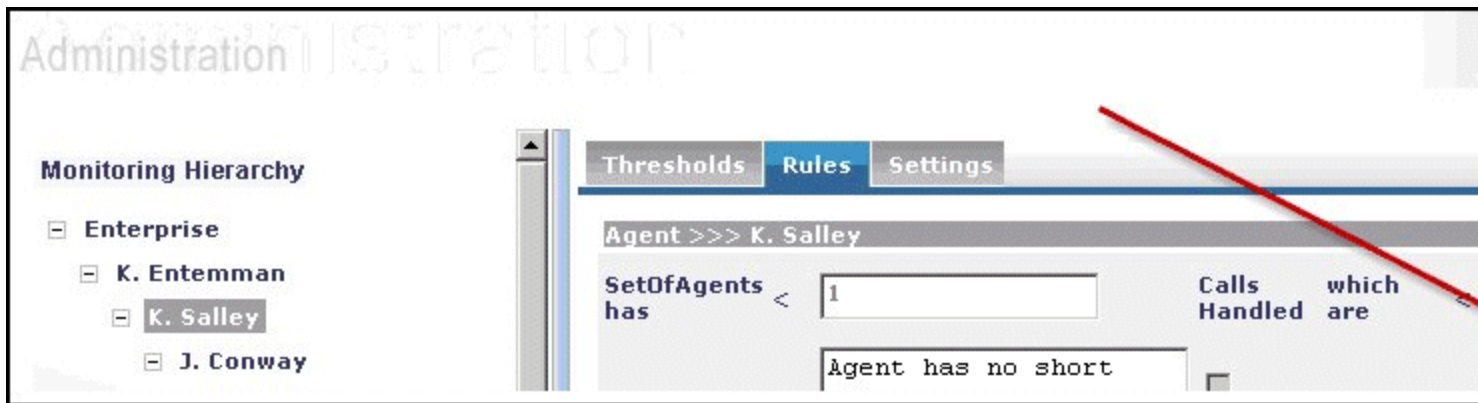 Administration
Monitoring Hierarchy
Enterprise
K. Entemman
K. Salley
J. Conway
Thresholds Rules Settings
Agent >>> K. Salley
SetOfAgents has < 1 Calls Handled which are <
Agent has no short